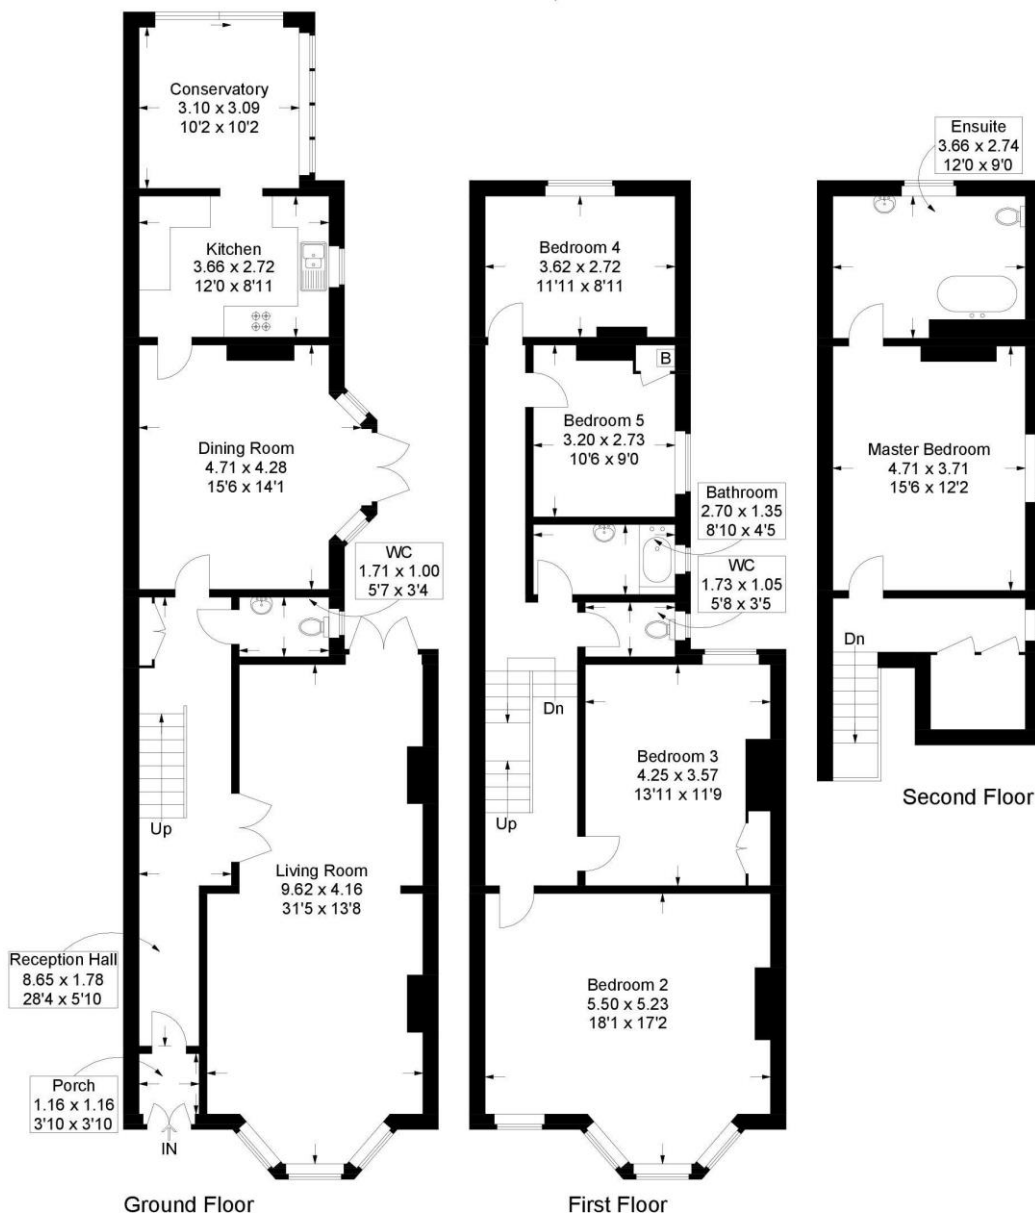 Conservatory
3.10 x 3.09
10'2 x 10'2
Kitchen
3.66 x 2.72
12'0 x 8'11
Dining Room
4.71 x 4.28
15'6 x 14'1
WC
1.71 x 1.00
5'7 x 3'4
Up
Living Room
9.62 x 4.16
31'5 x 13'8
Reception Hall
8.65 x 1.78
28'4 x 5'10
Porch
1.16 x 1.16
3'10 x 3'10
IN
Ground Floor
Bedroom 4
3.62 x 2.72
11'11 x 8'11
B
Bedroom 5
3.20 x 2.73
10'6 x 9'0
Bathroom
2.70 x 1.35
8'10 x 4'5
WC
1.73 x 1.05
5'8 x 3'5
Dn
Up
Bedroom 3
4.25 x 3.57
13'11 x 11'9
Bedroom 2
5.50 x 5.23
18'1 x 17'2
First Floor
Ensuite
3.66 x 2.74
12'0 x 9'0
Master Bedroom
4.71 x 3.71
15'6 x 12'2
Dn
Second Floor